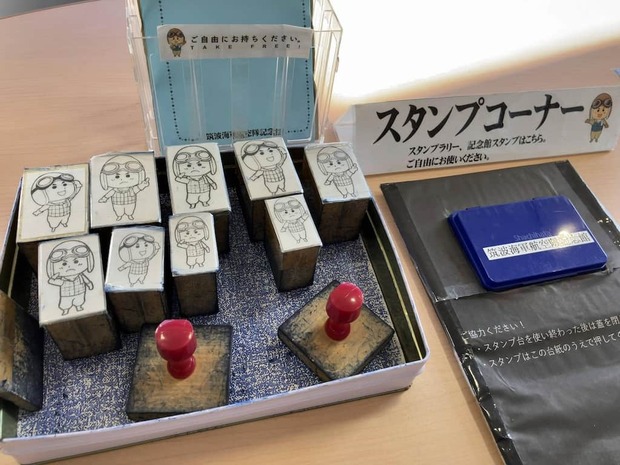 ご自由にお持ちください。
TAKE FREE!
筑波海軍航空隊記念館
スタンプコーナー
スタンプラリー、記念館スタンプはこちら。
ご自由にお使いください。
筑波海軍航空隊記念館
ご協力ください!
・スタンプ台を使い終わった後は蓋を閉
スタンプはこの台紙のうえで押して